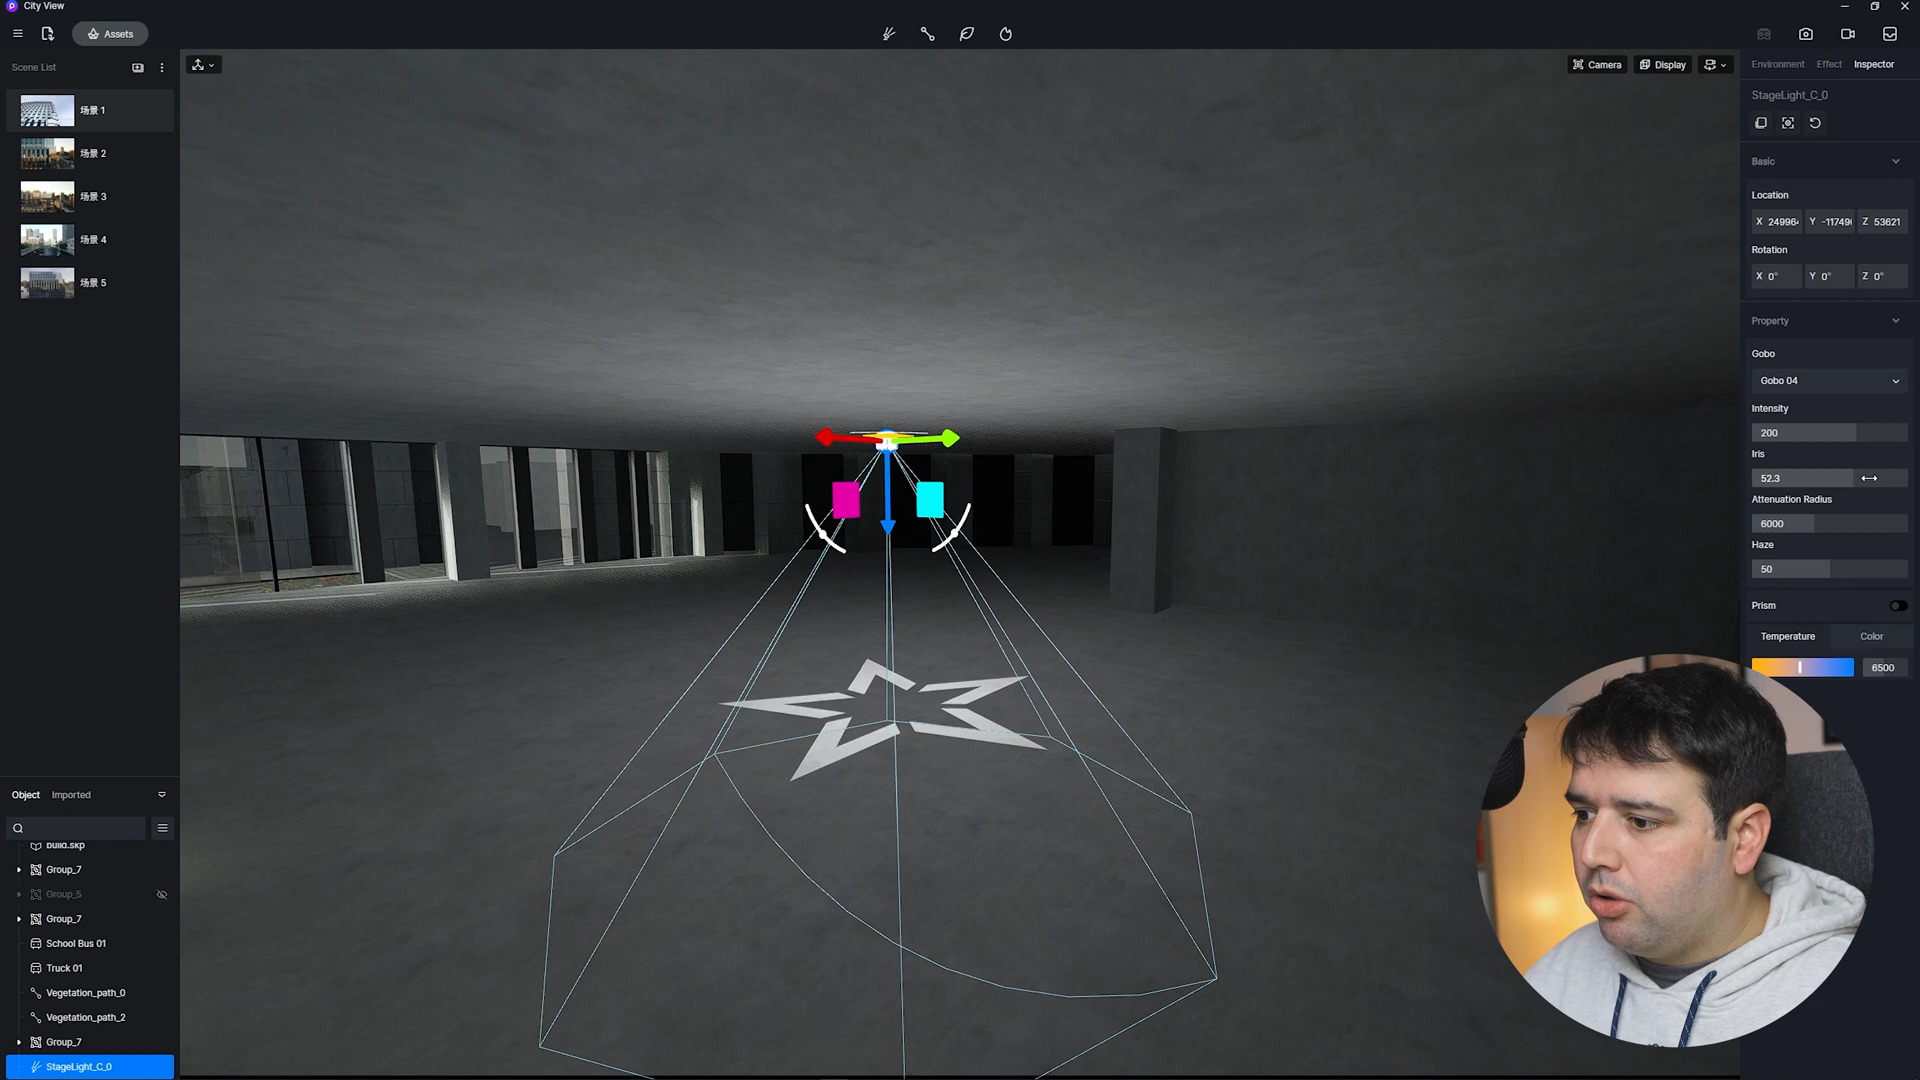 City View
Assets
Scene List
场景 1
场景 2
场景 3
场景 4
场景 5
Camera
Display
Environment Effect Inspector
StageLight_C_0
Basic
Location
X 24996 Y -11749 Z 53621
Rotation
X 0° Y 0° Z 0°
Property
Gobo
Gobo 04
Intensity
200
Iris
52.3
Attenuation Radius
6000
Haze
50
Prism
Temperature Color
6500
Object Imported
build.skp
Group_7
Group_5
Group_7
School Bus 01
Truck 01
Vegetation_path_0
Vegetation_path_2
Group_7
StageLight_C_0